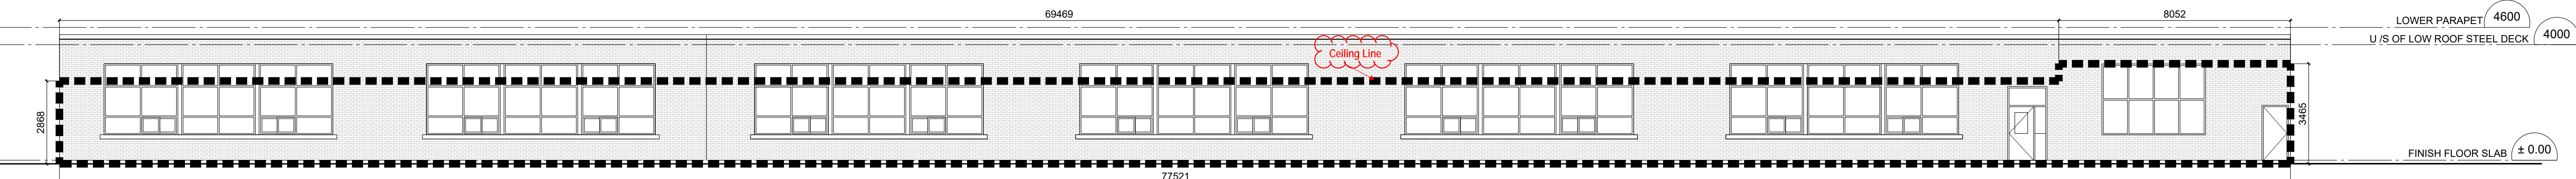 69469
8052
LOWER PARAPET 4600
U /S OF LOW ROOF STEEL DECK 4000
Ceiling Line
2868
3465
FINISH FLOOR SLAB ± 0.00
77521